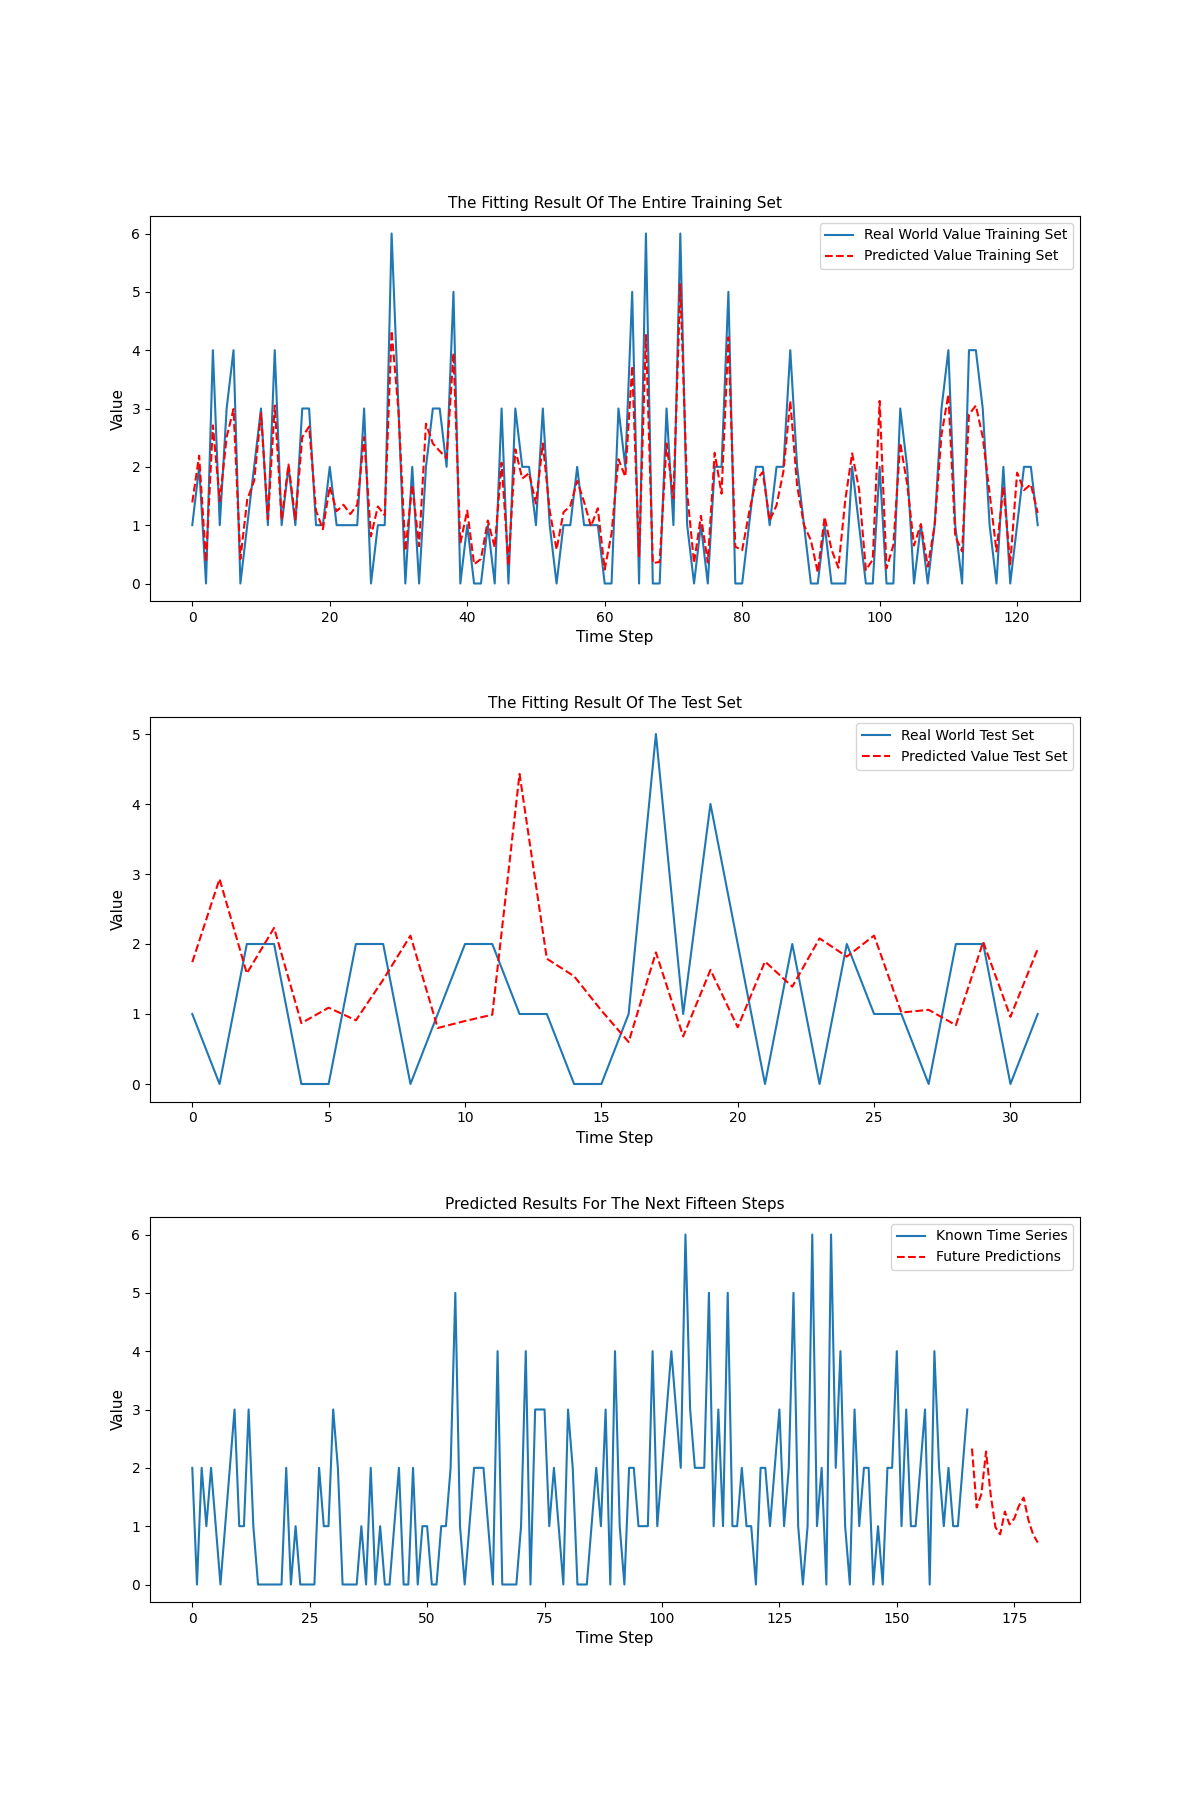 The Fitting Result Of The Entire Training Set
6
5
4
3
2
1
0
Value
Real World Value Training Set
Predicted Value Training Set
0 20 40 60 80 100 120
Time Step
The Fitting Result Of The Test Set
5
4
3
2
1
0
Value
Real World Test Set
Predicted Value Test Set
0 5 10 15 20 25 30
Time Step
Predicted Results For The Next Fifteen Steps
6
5
4
3
2
1
0
Value
Known Time Series
Future Predictions
0 25 50 75 100 125 150 175
Time Step